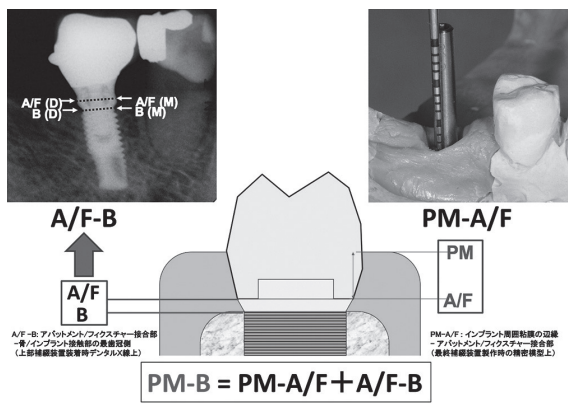 A/F (D)
B (D)
A/F (M)
B (M)
A/F-B
PM-A/F
A/F
B
PM
A/F
A/F -B: アバットメント/フィクスチャー接合部
- 骨/インプラント接触部の最歯冠側
(上部補綴装置装着時デンタルX線上)
PM-A/F : インプラント周囲粘膜の辺縁
- アバットメント/フィクスチャー接合部
(最終補綴装置製作時の精密模型上)
PM-B = PM-A/F+A/F-B